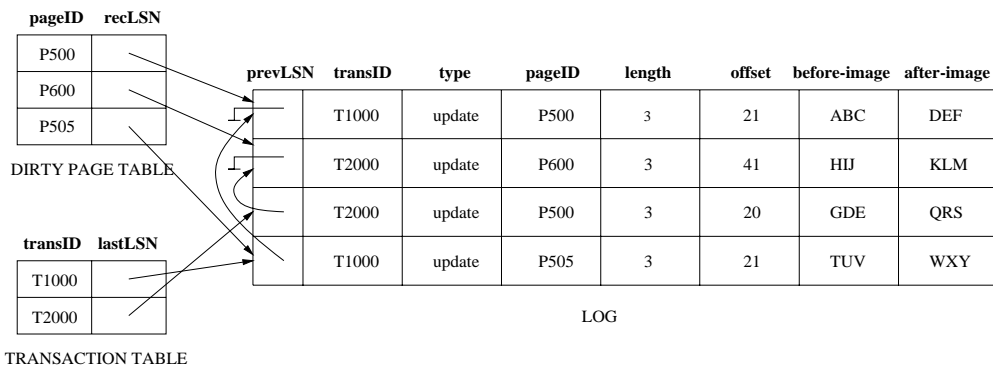 pageID recLSN
P500
P600
P505
DIRTY PAGE TABLE
transID lastLSN
T1000
T2000
TRANSACTION TABLE
prevLSN transID type pageID length offset before-image after-image
T1000 update P500 3 21 ABC DEF
T2000 update P600 3 41 HIJ KLM
T2000 update P500 3 20 GDE QRS
T1000 update P505 3 21 TUV WXY
LOG